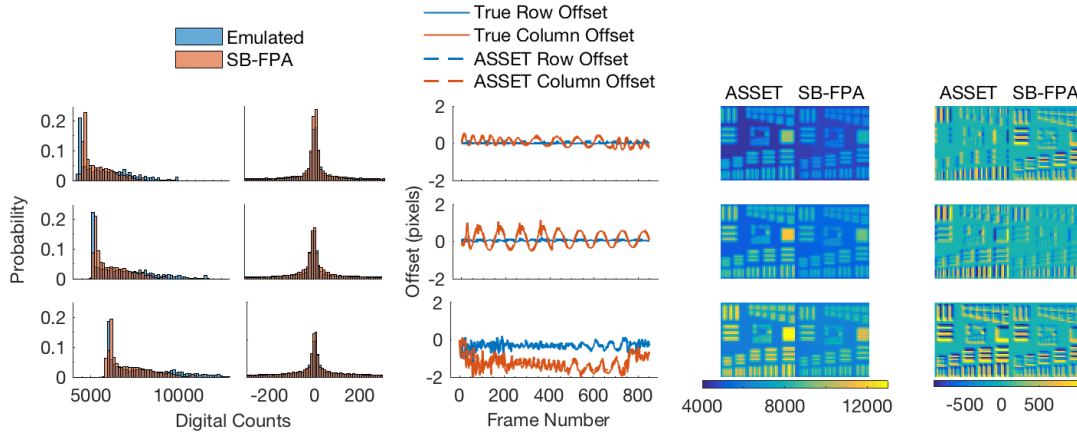 Emulated
SB-FPA
True Row Offset
True Column Offset
ASSET Row Offset
ASSET Column Offset
ASSET SB-FPA
ASSET SB-FPA
Probability
0.2
0.1
0
0.2
0.1
0
0.2
0.1
0
5000 10000
-200 0 200
Digital Counts
Offset (pixels)
2
0
-2
2
0
-2
2
0
-2
0 200 400 600 800
Frame Number
4000 8000 12000
-500 0 500